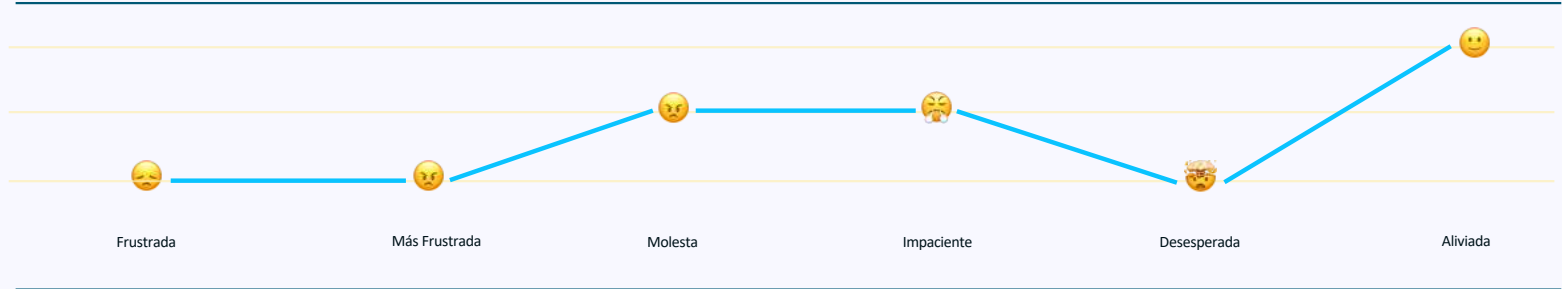 Frustrada
Más Frustrada
Molesta
Impaciente
Desesperada
Aliviada